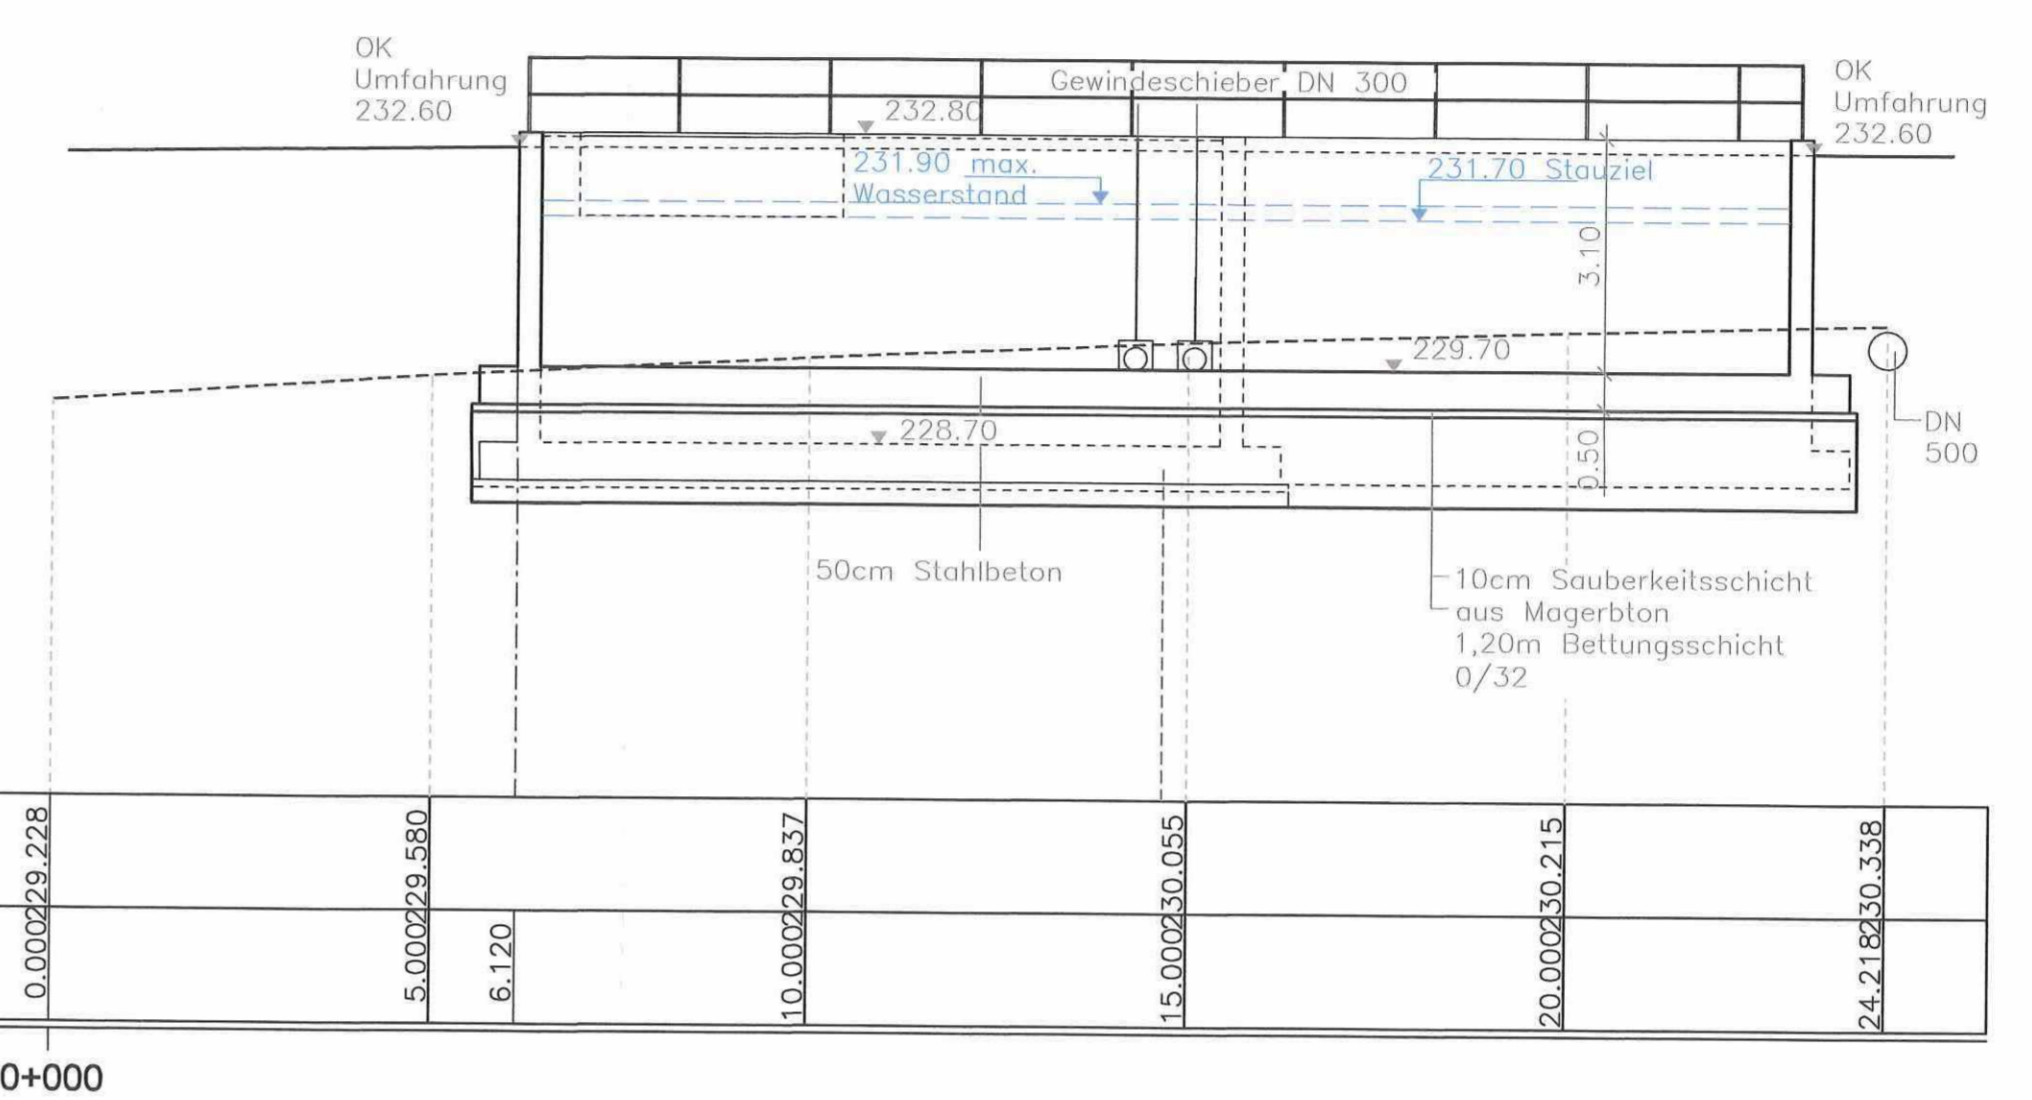 OK
Umfahrung
232.60
Gewindeschieber DN 300
232.80
OK
Umfahrung
232.60
231.90 max.
Wasserstand
231.70 Stauziel
3.10
229.70
228.70
0.50
DN
500
50cm Stahlbeton
10cm Sauberkeitsschicht
aus Magerbton
1,20m Bettungsschicht
0/32
229.228
229.580
229.837
230.055
230.215
230.338
0.000
5.000
6.120
10.000
15.000
20.000
24.218
0+000